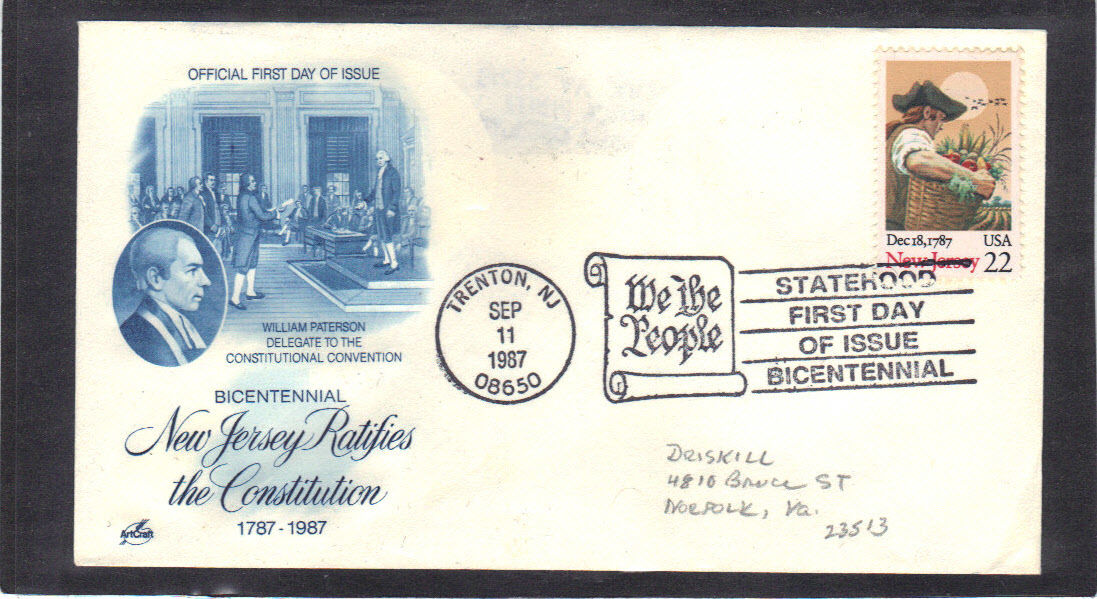 OFFICIAL FIRST DAY OF ISSUE
WILLIAM PATERSON
DELEGATE TO THE
CONSTITUTIONAL CONVENTION
BICENTENNIAL
New Jersey Ratifies
the Constitution
1787 - 1987
ArtCraft
Dec 18, 1787 USA
New Jersey 22
TRENTON, NJ
SEP
11
1987
08650
We the
People
STATEHOOD
FIRST DAY
OF ISSUE
BICENTENNIAL
DRISKILL
4810 BRUCE ST
NORFOLK, Va.
23513